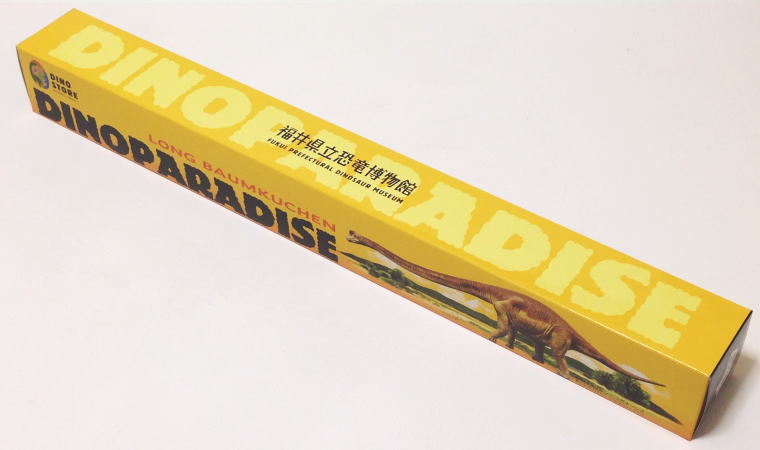 DINOPARADISE
福井県立恐竜博物館
FUKUI PREFECTURAL DINOSAUR MUSEUM
DINO
STORE
LONG BAUMKUCHEN
DINOPARADISE